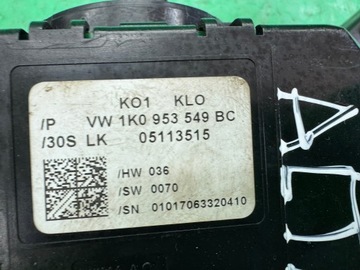 KO1 KLO
/P VW 1K0 953 549 BC
/30S LK 05113515
/HW 036
/SW 0070
/SN 01017063320410